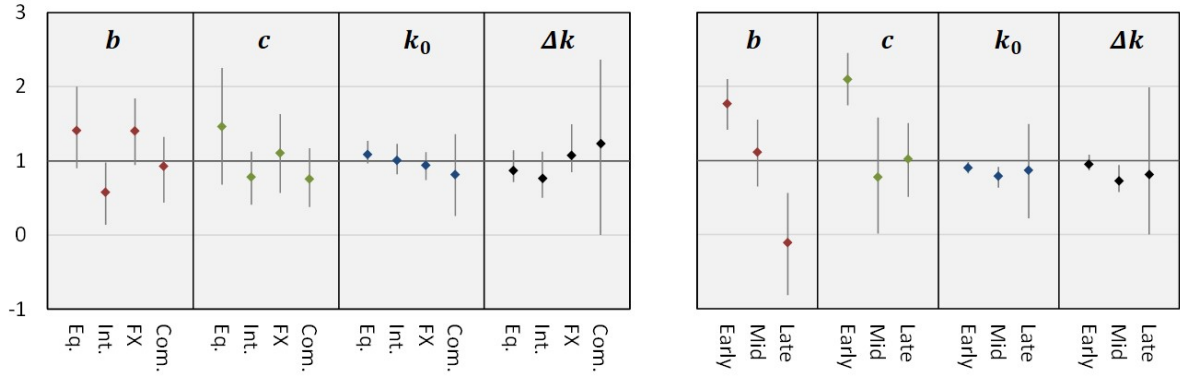 3
2
1
0
-1
b c k₀ Δk
Eq. Int. FX Com. Eq. Int. FX Com. Eq. Int. FX Com. Eq. Int. FX Com.
b c k₀ Δk
Early Mid Late Early Mid Late Early Mid Late Early Mid Late